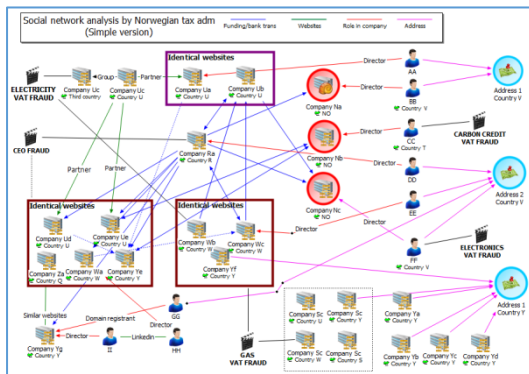 Social network analysis by Norwegian tax adm
(Simple version)
Funding/bank trans
Websites
Role in company
Address
Identical websites
Company Ua
Country U
Company Ub
Country U
Group
Partner
Company Uc
Third country
Company Uc
Country U
ELECTRICITY
VAT FRAUD
Director
AA
BB
Country V
Address 1
Country V
Company Na
NO
CEO FRAUD
Company Ra
Country R
Director
CC
Country T
CARBON CREDIT
VAT FRAUD
Company Nb
NO
Director
DD
Partner
Partner
Company Nc
NO
EE
Address 2
Country V
Identical websites
Company Ud
Country U
Company Ue
Country U
Company Za
Country Q
Company Wa
Country W
Company Ye
Country Y
Identical websites
Company Wb
Country W
Company Wc
Country W
Company Yf
Country Y
Director
FF
Country V
ELECTRONICS
VAT FRAUD
Similar websites
Domain registrant
GG
Director
Company Yg
Country Y
II
Linkedin
HH
GAS
VAT FRAUD
Company Sc
Country U
Company Sc
Country Y
Company Sc
Country W
Company Sc
Country S
Company Ya
Country Y
Company Yb
Country Y
Company Yc
Country Y
Company Yd
Country Y
Address 1
Country Y